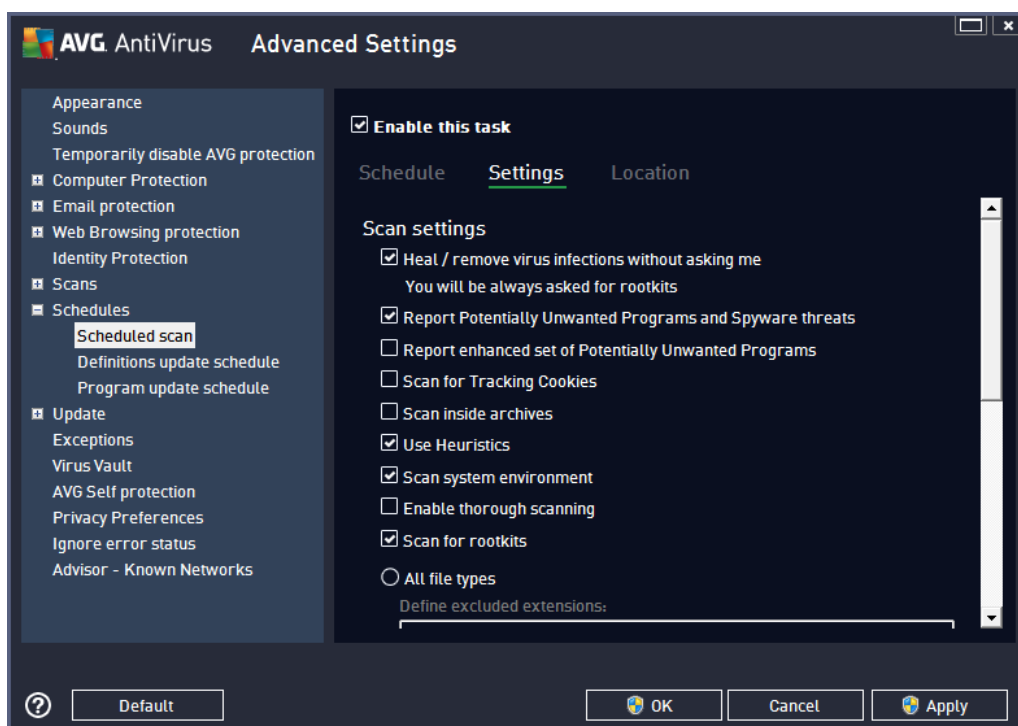 AVG. AntiVirus Advanced Settings
Appearance
Sounds
Temporarily disable AVG protection
Computer Protection
Email protection
Web Browsing protection
Identity Protection
Scans
Schedules
Scheduled scan
Definitions update schedule
Program update schedule
Update
Exceptions
Virus Vault
AVG Self protection
Privacy Preferences
Ignore error status
Advisor - Known Networks
Enable this task
Schedule Settings Location
Scan settings
Heal / remove virus infections without asking me
You will be always asked for rootkits
Report Potentially Unwanted Programs and Spyware threats
Report enhanced set of Potentially Unwanted Programs
Scan for Tracking Cookies
Scan inside archives
Use Heuristics
Scan system environment
Enable thorough scanning
Scan for rootkits
All file types
Define excluded extensions:
? Default OK Cancel Apply